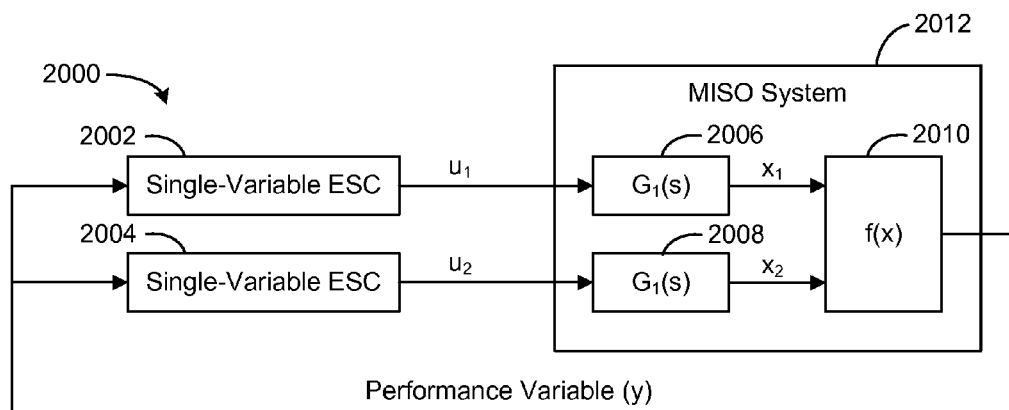 2012
2000
MISO System
2002
2006
2010
Single-Variable ESC
u₁
G₁(s)
x₁
f(x)
2004
2008
Single-Variable ESC
u₂
G₁(s)
x₂
Performance Variable (y)